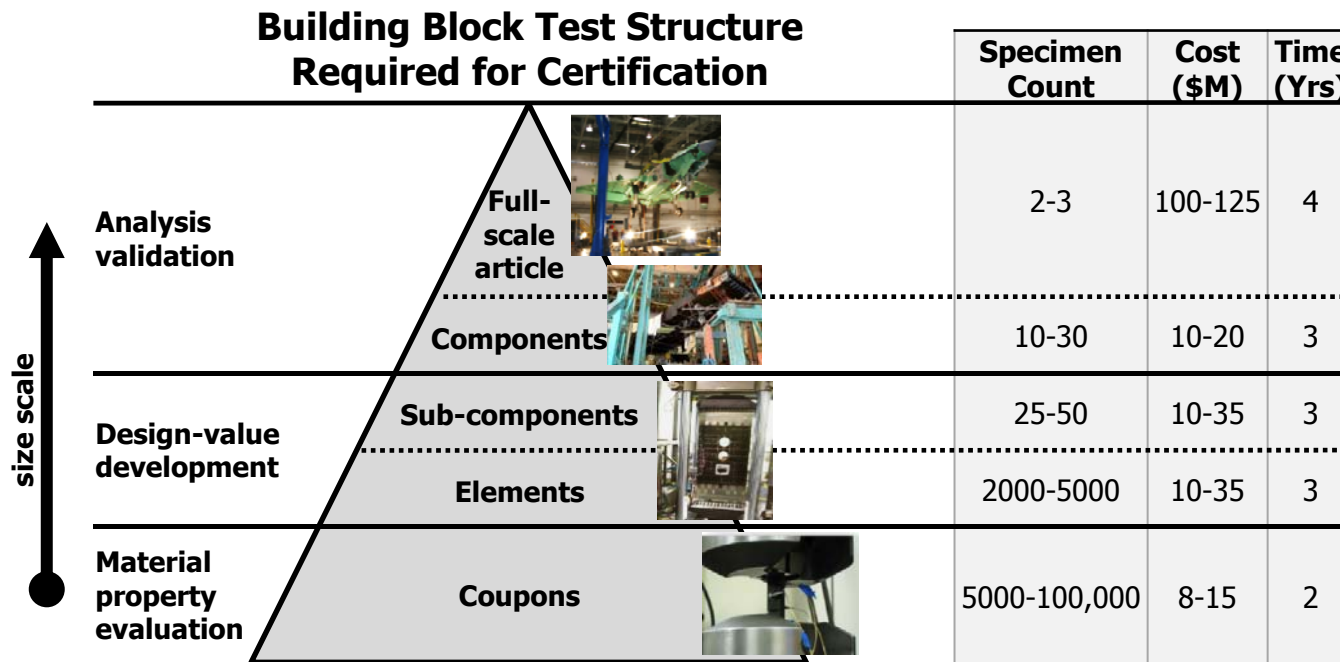 Building Block Test Structure
Required for Certification
Specimen
Count
Cost
($M)
Time
(Yrs)
Analysis
validation
Full-
scale
article
2-3
100-125
4
Components
10-30
10-20
3
size scale
Design-value
development
Sub-components
25-50
10-35
3
Elements
2000-5000
10-35
3
Material
property
evaluation
Coupons
5000-100,000
8-15
2